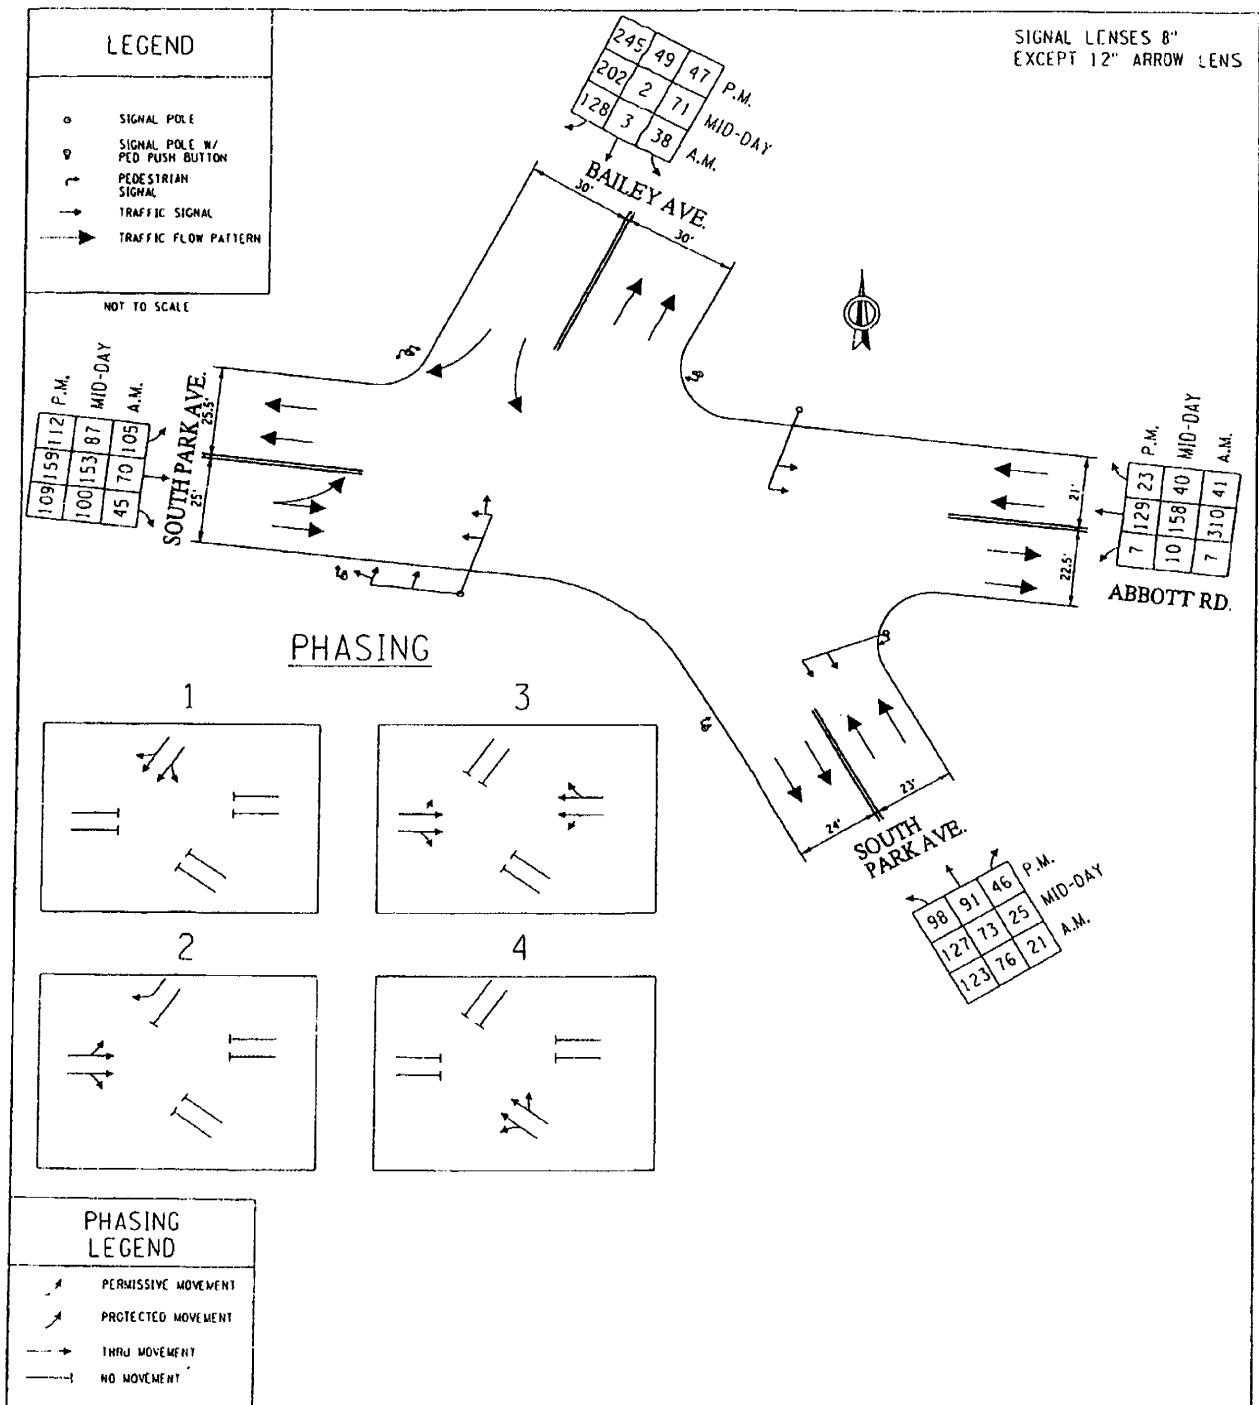 LEGEND
SIGNAL POLE
SIGNAL POLE W/
PED PUSH BUTTON
PEDESTRIAN
SIGNAL
TRAFFIC SIGNAL
TRAFFIC FLOW PATTERN
NOT TO SCALE
SIGNAL LENSES 8"
EXCEPT 12" ARROW LENS
245 49 47 P.M.
202 2 71 MID-DAY
128 3 38 A.M.
BAILEY AVE.
30'
30'
P.M. MID-DAY A.M.
112 87 105
159 153 70
109 100 45
SOUTH PARK AVE.
25.5'
25'
P.M. MID-DAY A.M.
23 40 41
129 158 310
7 10 7
ABBOTT RD.
21'
22.5'
24'
23'
SOUTH
PARK AVE.
98 91 46 P.M.
127 73 25 MID-DAY
123 76 21 A.M.
PHASING
1
3
2
4
PHASING
LEGEND
PERMISSIVE MOVEMENT
PROTECTED MOVEMENT
THRU MOVEMENT
NO MOVEMENT